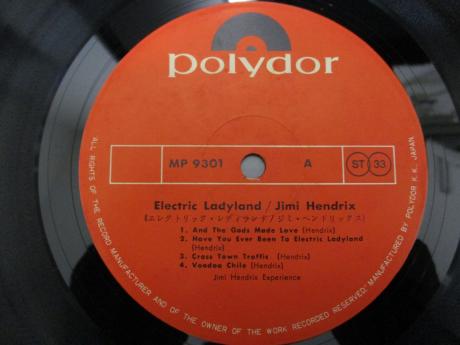 polydor
MP 9301 A ST 33
Electric Ladyland / Jimi Hendrix
(エレクトリック・レディランド/ジミ・ヘンドリックス)
1. And The Gods Made Love (Hendrix)
2. Have You Ever Been To Electric Ladyland
(Hendrix)
3. Cross Town Traffic (Hendrix)
4. Voodoo Chile (Hendrix)
Jimi Hendrix Experience
ALL RIGHTS OF THE RECORD MANUFACTURER AND OF THE OWNER OF THE WORK RECORDED RESERVED. MANUFACTURED BY POLYDOR K.K., JAPAN